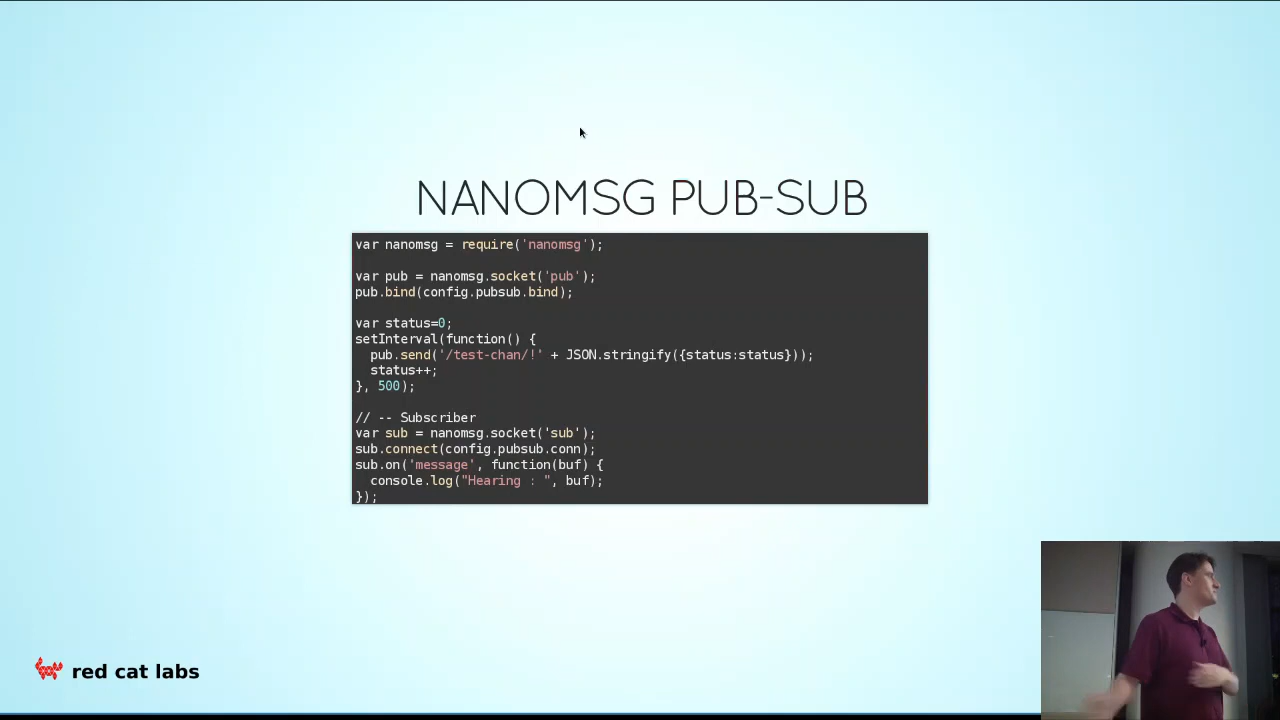 NANOMSG PUB-SUB
var nanomsg = require('nanomsg');
var pub = nanomsg.socket('pub');
pub.bind(config.pubsub.bind);
var status=0;
setInterval(function() {
  pub.send('/test-chan/!' + JSON.stringify({status:status}));
  status++;
}, 500);
// -- Subscriber
var sub = nanomsg.socket('sub');
sub.connect(config.pubsub.conn);
sub.on('message', function(buf) {
  console.log("Hearing : ", buf);
});
red cat labs